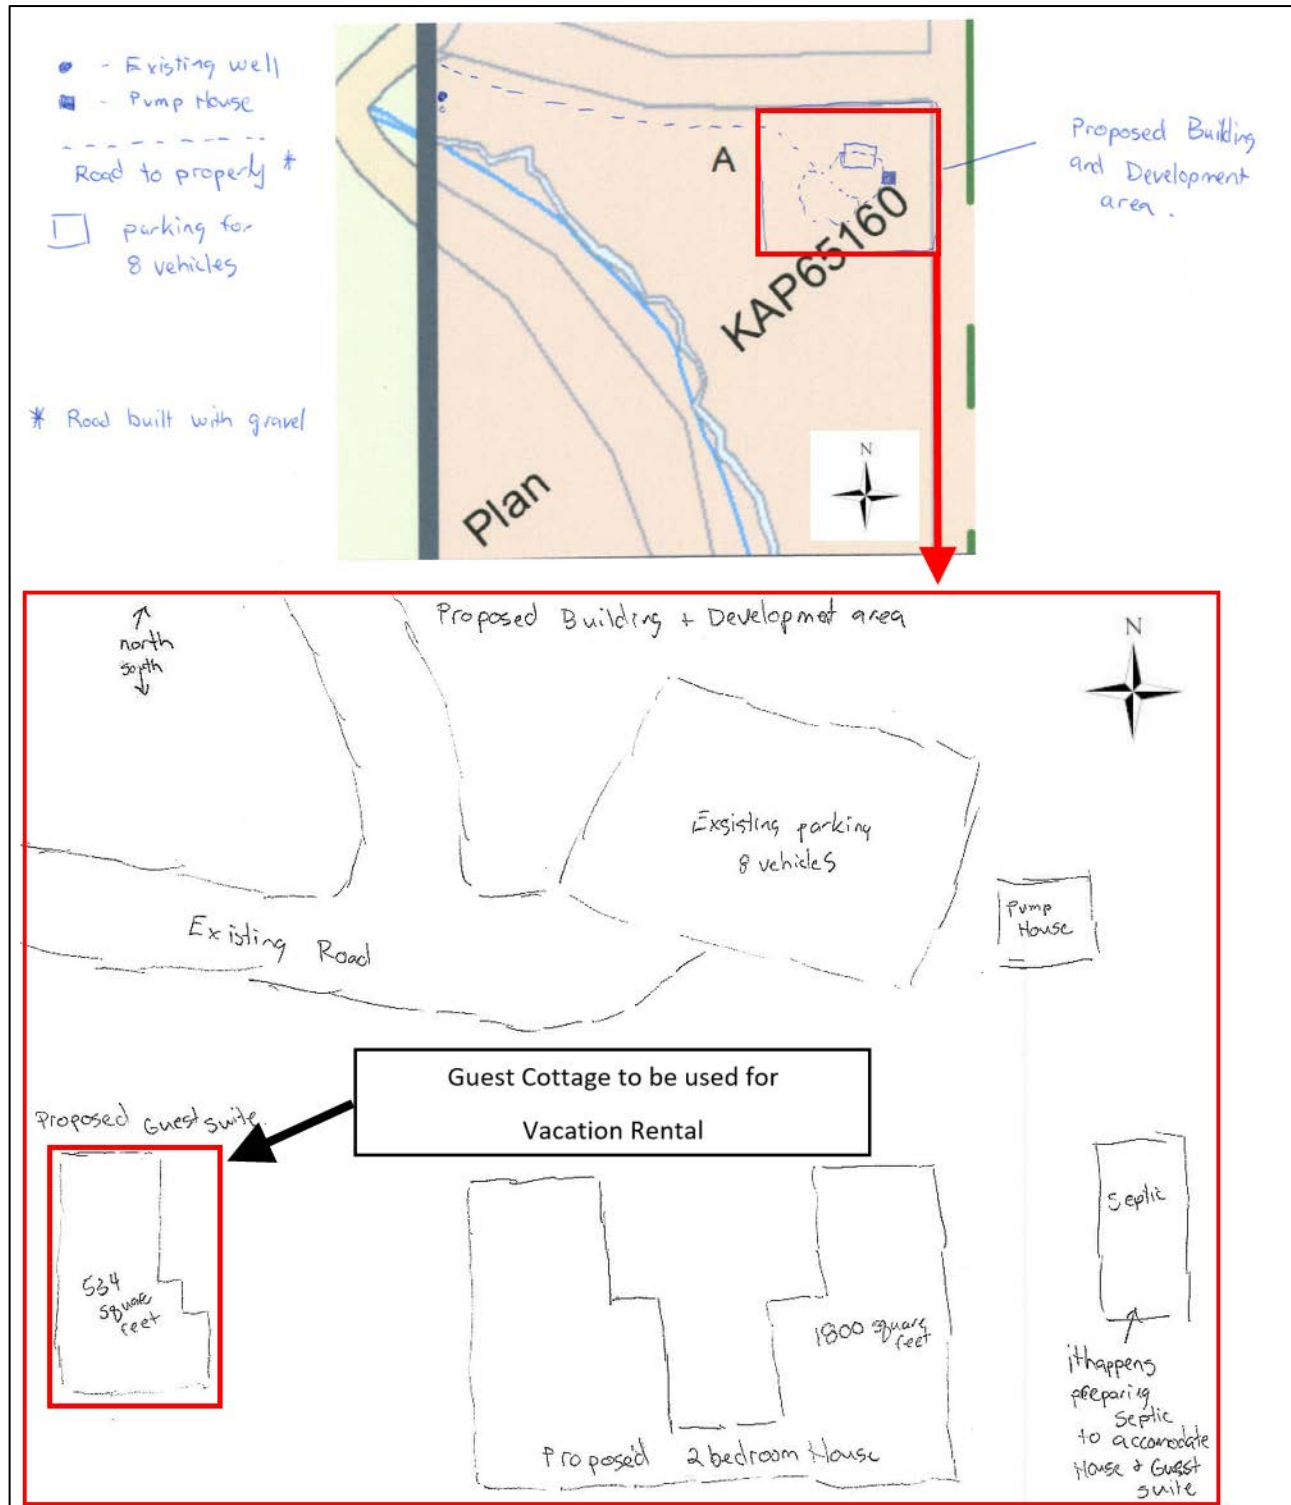 - Existing well
- Pump House
Road to property *
parking for
8 vehicles
* Road built with gravel
A
KAP65160
Plan
N
Proposed Building
and Development
area.
north
south
Proposed Building + Developmet area
N
Exsisting parking
8 vehicles
Pump
House
Existing Road
Guest Cottage to be used for
Vacation Rental
Proposed Guest suite.
534
square
feet
1800 square
feet
Proposed 2 bedroom House
Septic
ithappens
preparing
Septic
to accomodate
House + Guest
suite